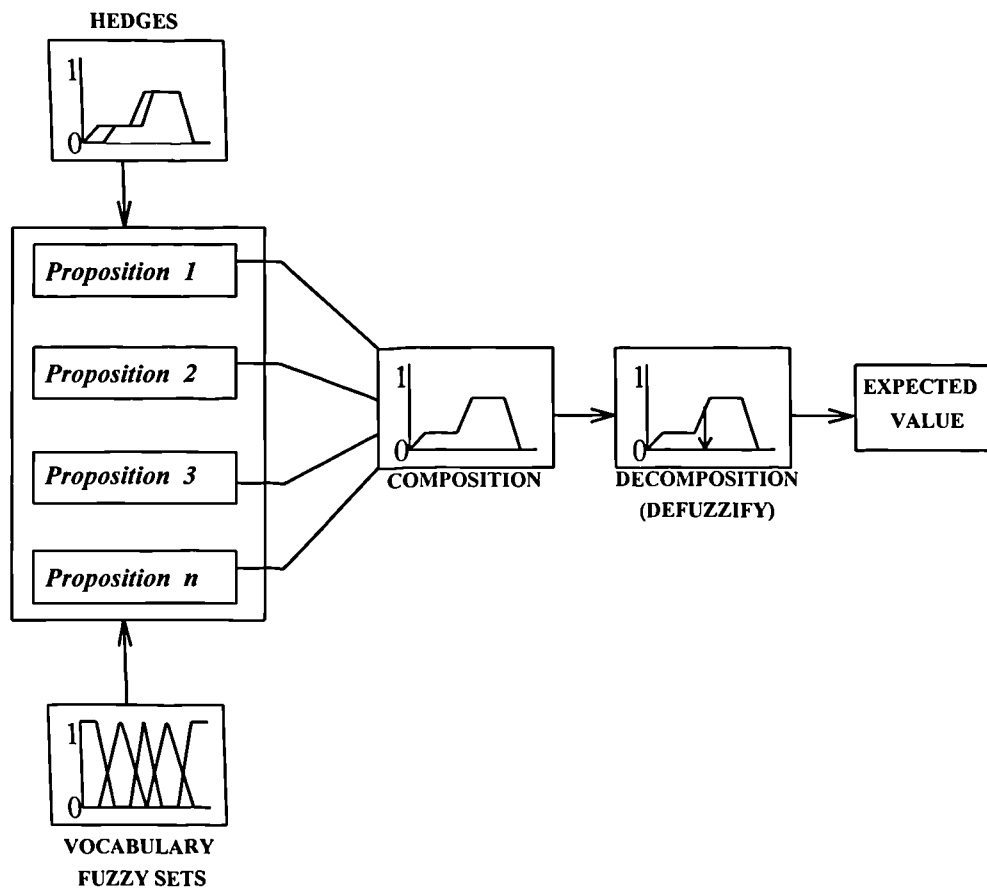 HEDGES
1
0
Proposition 1
Proposition 2
Proposition 3
Proposition n
1
0
COMPOSITION
1
0
DECOMPOSITION
(DEFUZZIFY)
EXPECTED
VALUE
1
0
VOCABULARY
FUZZY SETS